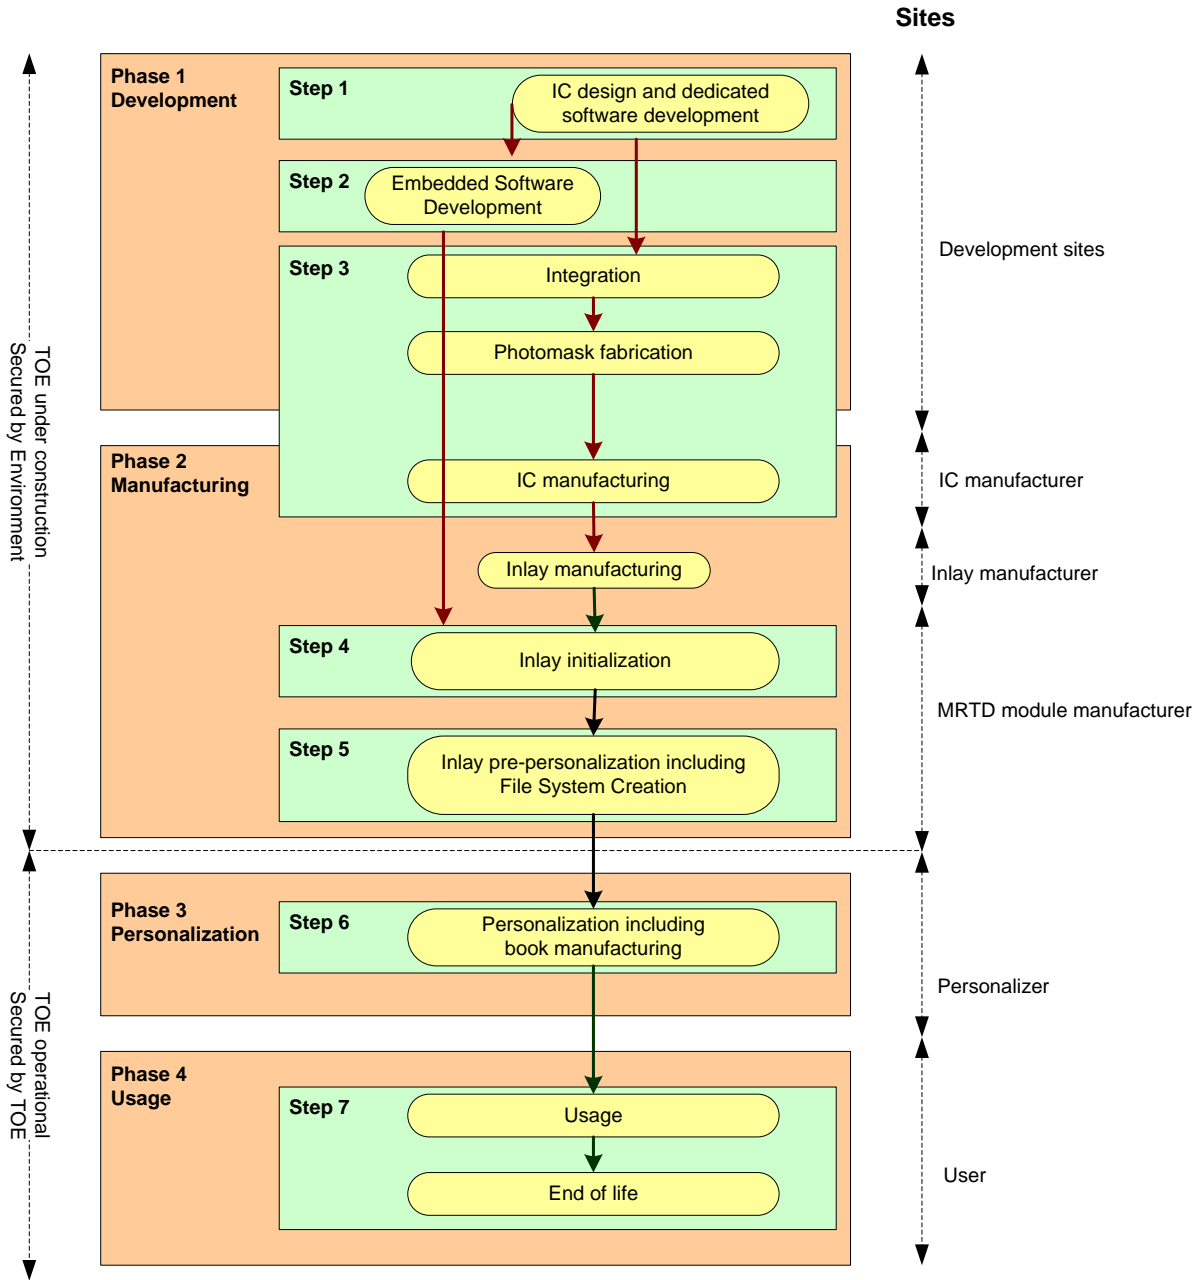 Sites
Phase 1
Development
Step 1
IC design and dedicated
software development
Step 2
Embedded Software
Development
Step 3
Integration
Photomask fabrication
Development sites
TOE under construction
Secured by Environment
Phase 2
Manufacturing
IC manufacturing
IC manufacturer
Inlay manufacturing
Inlay manufacturer
Step 4
Inlay initialization
MRTD module manufacturer
Step 5
Inlay pre-personalization including
File System Creation
Phase 3
Personalization
Step 6
Personalization including
book manufacturing
Personalizer
TOE operational
Secured by TOE
Phase 4
Usage
Step 7
Usage
End of life
User